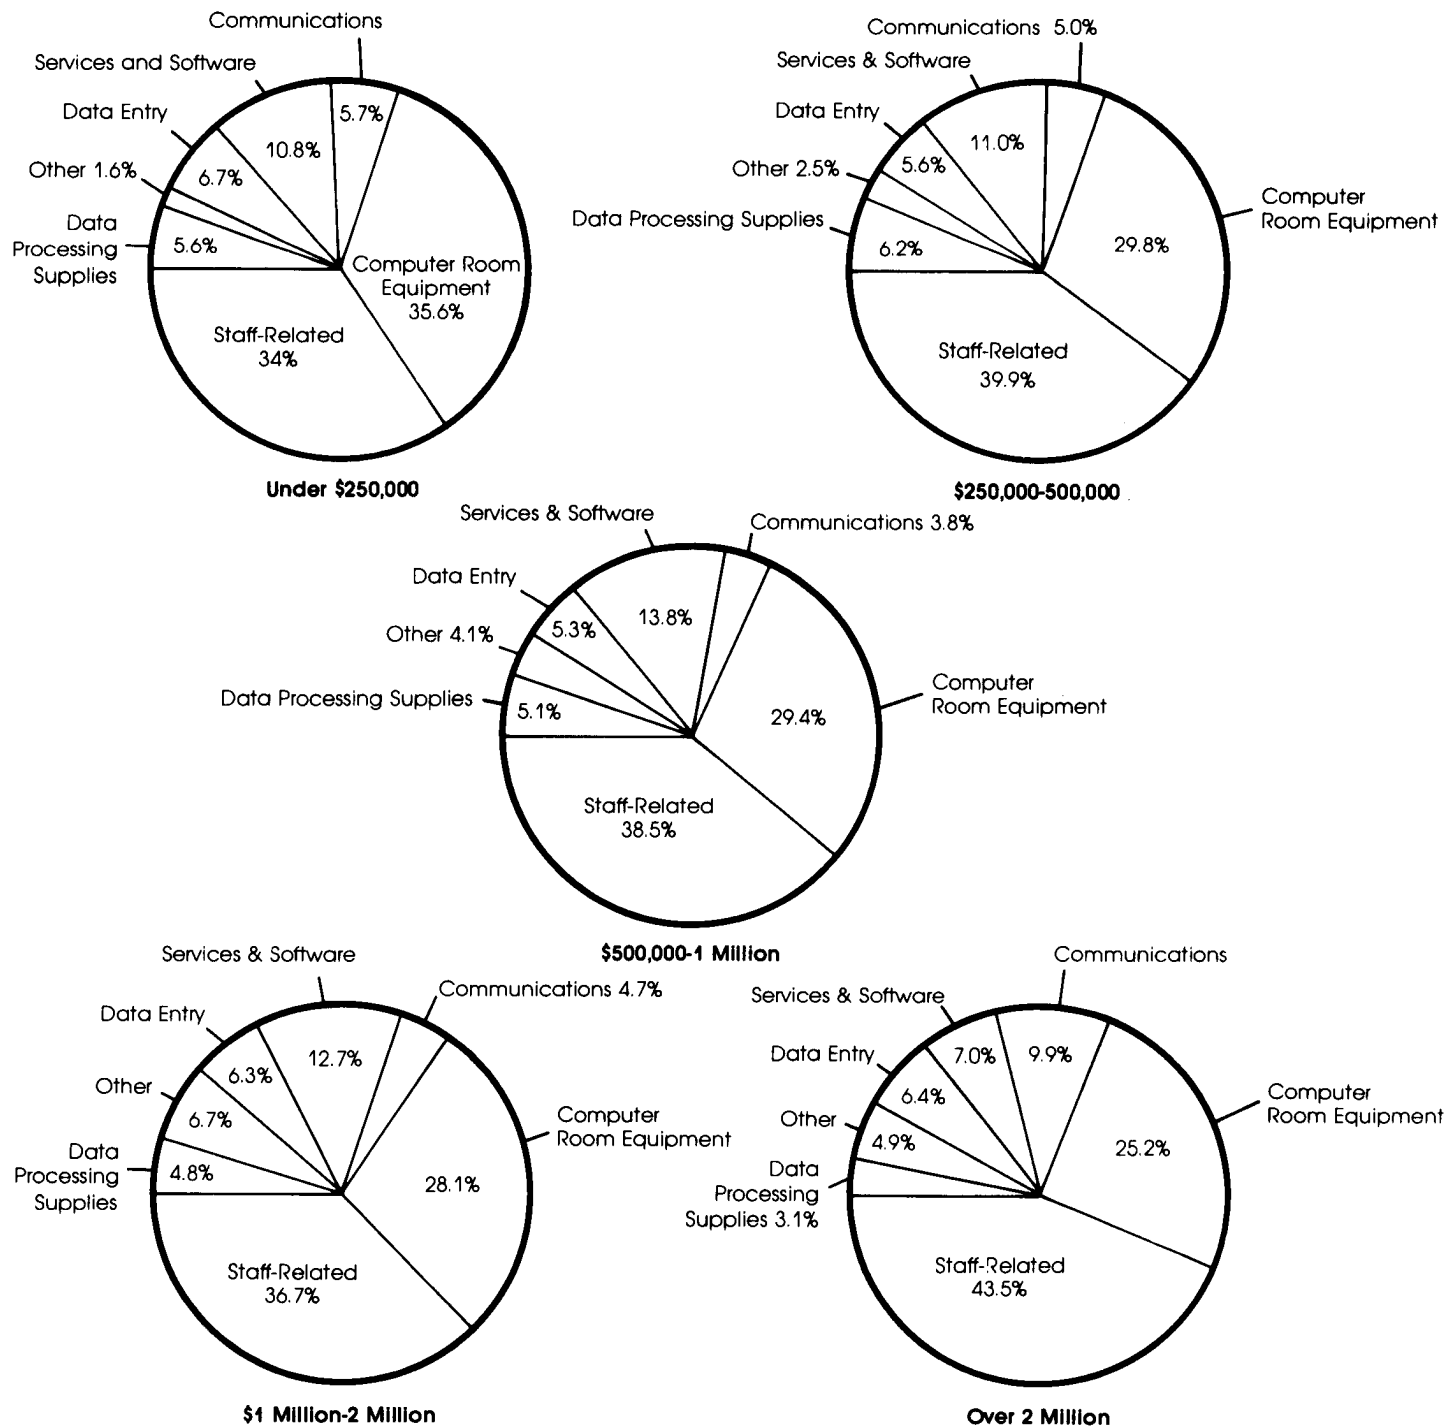 Communications
Services and Software
Data Entry
Other 1.6%
Data
Processing
Supplies
5.7%
10.8%
6.7%
5.6%
Computer Room
Equipment
35.6%
Staff-Related
34%
Under $250,000
Communications 5.0%
Services & Software
Data Entry
Other 2.5%
Data Processing Supplies
11.0%
5.6%
6.2%
Computer
Room Equipment
29.8%
Staff-Related
39.9%
$250,000-500,000
Services & Software
Communications 3.8%
Data Entry
Other 4.1%
Data Processing Supplies
13.8%
5.3%
5.1%
Computer
Room Equipment
29.4%
Staff-Related
38.5%
$500,000-1 Million
Services & Software
Communications 4.7%
Data Entry
Other
Data
Processing
Supplies
12.7%
6.3%
6.7%
4.8%
Computer
Room Equipment
28.1%
Staff-Related
36.7%
$1 Million-2 Million
Communications
Services & Software
Data Entry
Other
Data
Processing
Supplies 3.1%
9.9%
7.0%
6.4%
4.9%
Computer
Room Equipment
25.2%
Staff-Related
43.5%
Over 2 Million